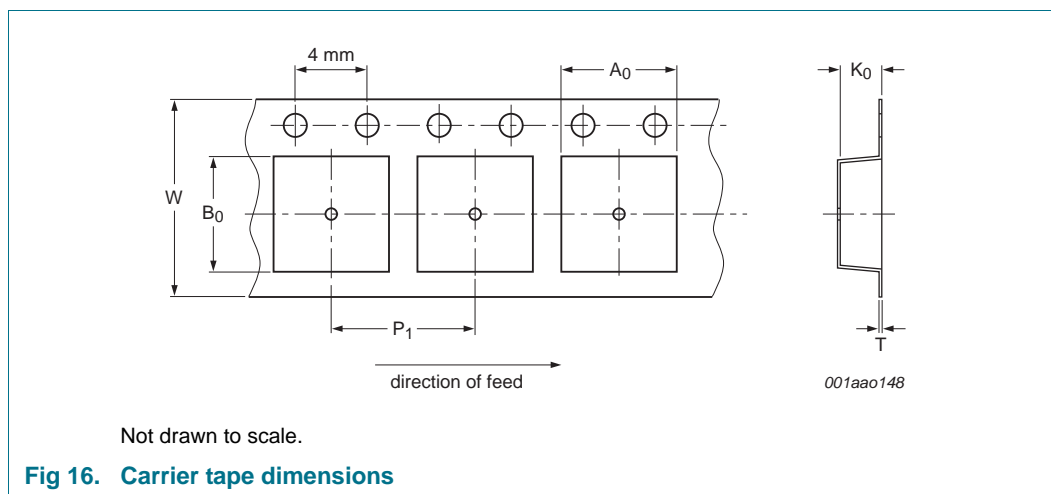 4 mm
A0
K0
W
B0
P1
T
direction of feed
001aao148
Not drawn to scale.
Fig 16. Carrier tape dimensions